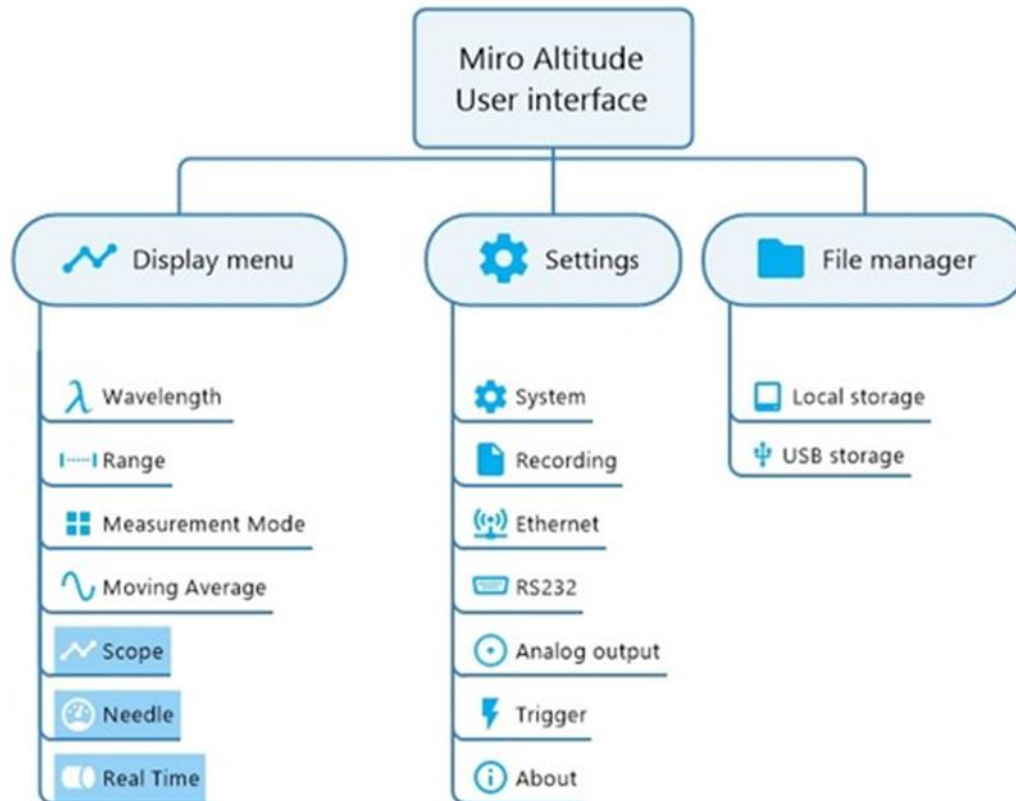 Miro Altitude
User interface
Display menu
Settings
File manager
λ Wavelength
Range
Measurement Mode
Moving Average
Scope
Needle
Real Time
System
Recording
Ethernet
RS232
Analog output
Trigger
About
Local storage
USB storage